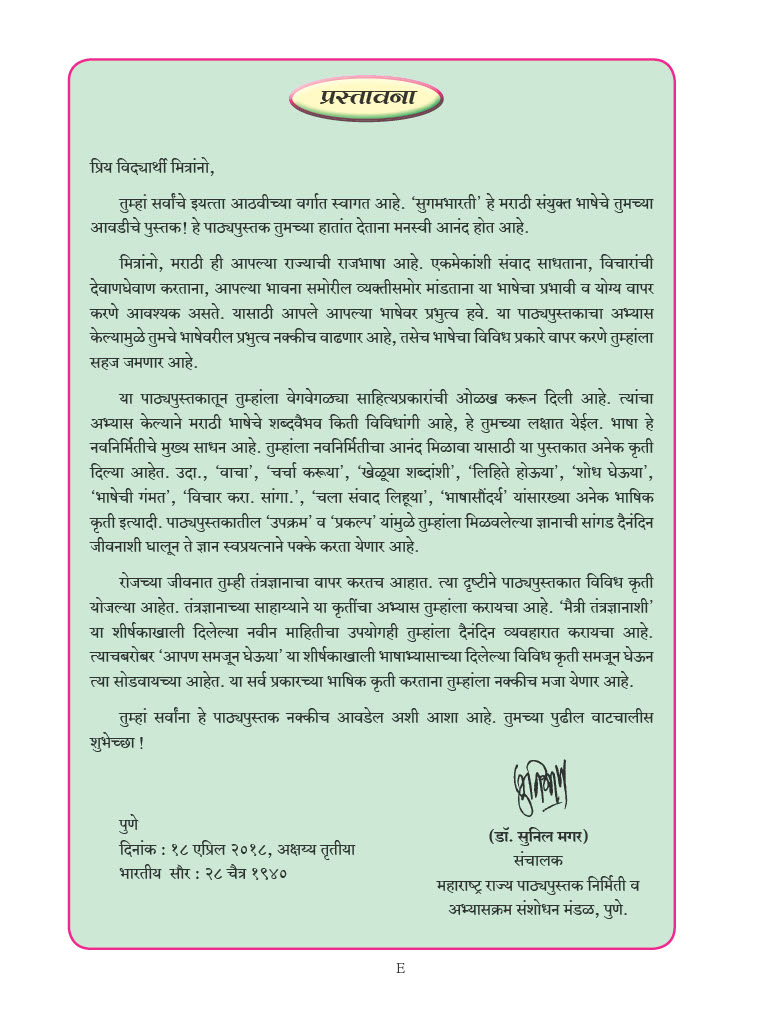 प्रस्तावना
प्रिय विद्यार्थी मित्रांनो,
तुम्हां सर्वांचे इयत्ता आठवीच्या वर्गात स्वागत आहे. ‘सुगमभारती’ हे मराठी संयुक्त भाषेचे तुमच्या
आवडीचे पुस्तक! हे पाठ्यपुस्तक तुमच्या हातांत देताना मनस्वी आनंद होत आहे.
मित्रांनो, मराठी ही आपल्या राज्याची राजभाषा आहे. एकमेकांशी संवाद साधताना, विचारांची
देवाणघेवाण करताना, आपल्या भावना समोरील व्यक्तीसमोर मांडताना या भाषेचा प्रभावी व योग्य वापर
करणे आवश्यक असते. यासाठी आपले आपल्या भाषेवर प्रभुत्व हवे. या पाठ्यपुस्तकाचा अभ्यास
केल्यामुळे तुमचे भाषेवरील प्रभुत्व नक्कीच वाढणार आहे, तसेच भाषेचा विविध प्रकारे वापर करणे तुम्हांला
सहज जमणार आहे.
या पाठ्यपुस्तकातून तुम्हांला वेगवेगळ्या साहित्यप्रकारांची ओळख करून दिली आहे. त्यांचा
अभ्यास केल्याने मराठी भाषेचे शब्दवैभव किती विविधांगी आहे, हे तुमच्या लक्षात येईल. भाषा हे
नवनिर्मितीचे मुख्य साधन आहे. तुम्हांला नवनिर्मितीचा आनंद मिळावा यासाठी या पुस्तकात अनेक कृती
दिल्या आहेत. उदा., ‘वाचा’, ‘चर्चा करूया’, ‘खेळूया शब्दांशी’, ‘लिहिते होऊया’, ‘शोध घेऊया’,
‘भाषेची गंमत’, ‘विचार करा. सांगा.’, ‘चला संवाद लिहूया’, ‘भाषासौंदर्य’ यांसारख्या अनेक भाषिक
कृती इत्यादी. पाठ्यपुस्तकातील ‘उपक्रम’ व ‘प्रकल्प’ यांमुळे तुम्हांला मिळवलेल्या ज्ञानाची सांगड दैनंदिन
जीवनाशी घालून ते ज्ञान स्वप्रयत्नाने पक्के करता येणार आहे.
रोजच्या जीवनात तुम्ही तंत्रज्ञानाचा वापर करतच आहात. त्या दृष्टीने पाठ्यपुस्तकात विविध कृती
योजल्या आहेत. तंत्रज्ञानाच्या साहाय्याने या कृतींचा अभ्यास तुम्हांला करायचा आहे. ‘मैत्री तंत्रज्ञानाशी’
या शीर्षकाखाली दिलेल्या नवीन माहितीचा उपयोगही तुम्हांला दैनंदिन व्यवहारात करायचा आहे.
त्याचबरोबर ‘आपण समजून घेऊया’ या शीर्षकाखाली भाषाभ्यासाच्या दिलेल्या विविध कृती समजून घेऊन
त्या सोडवायच्या आहेत. या सर्व प्रकारच्या भाषिक कृती करताना तुम्हांला नक्कीच मजा येणार आहे.
तुम्हां सर्वांना हे पाठ्यपुस्तक नक्कीच आवडेल अशी आशा आहे. तुमच्या पुढील वाटचालीस
शुभेच्छा !
पुणे
दिनांक : १८ एप्रिल २०१८, अक्षय्य तृतीया
भारतीय सौर : २८ चैत्र १९४०
(डॉ. सुनिल मगर)
संचालक
महाराष्ट्र राज्य पाठ्यपुस्तक निर्मिती व
अभ्यासक्रम संशोधन मंडळ, पुणे.
E